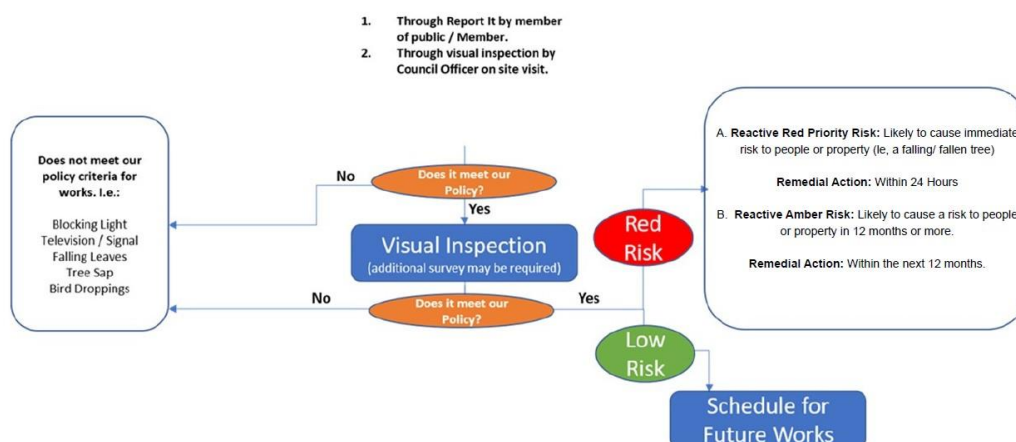 1. Through Report It by member
of public / Member.
2. Through visual inspection by
Council Officer on site visit.
Does not meet our
policy criteria for
works. I.e.:
Blocking Light
Television / Signal
Falling Leaves
Tree Sap
Bird Droppings
No
Does it meet our
Policy?
Yes
Visual Inspection
(additional survey may be required)
No
Does it meet our
Policy?
Yes
Red
Risk
Low
Risk
A. Reactive Red Priority Risk: Likely to cause immediate
risk to people or property (Ie, a falling/ fallen tree)
Remedial Action: Within 24 Hours
B. Reactive Amber Risk: Likely to cause a risk to people
or property in 12 months or more.
Remedial Action: Within the next 12 months.
Schedule for
Future Works